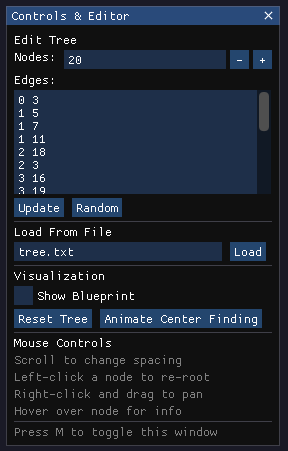 Controls & Editor ×
Edit Tree
Nodes: 20 - +
Edges:
0 3
1 5
1 7
1 11
2 18
2 3
3 16
3 19
Update Random
Load From File
tree.txt Load
Visualization
Show Blueprint
Reset Tree Animate Center Finding
Mouse Controls
Scroll to change spacing
Left-click a node to re-root
Right-click and drag to pan
Hover over node for info
Press M to toggle this window